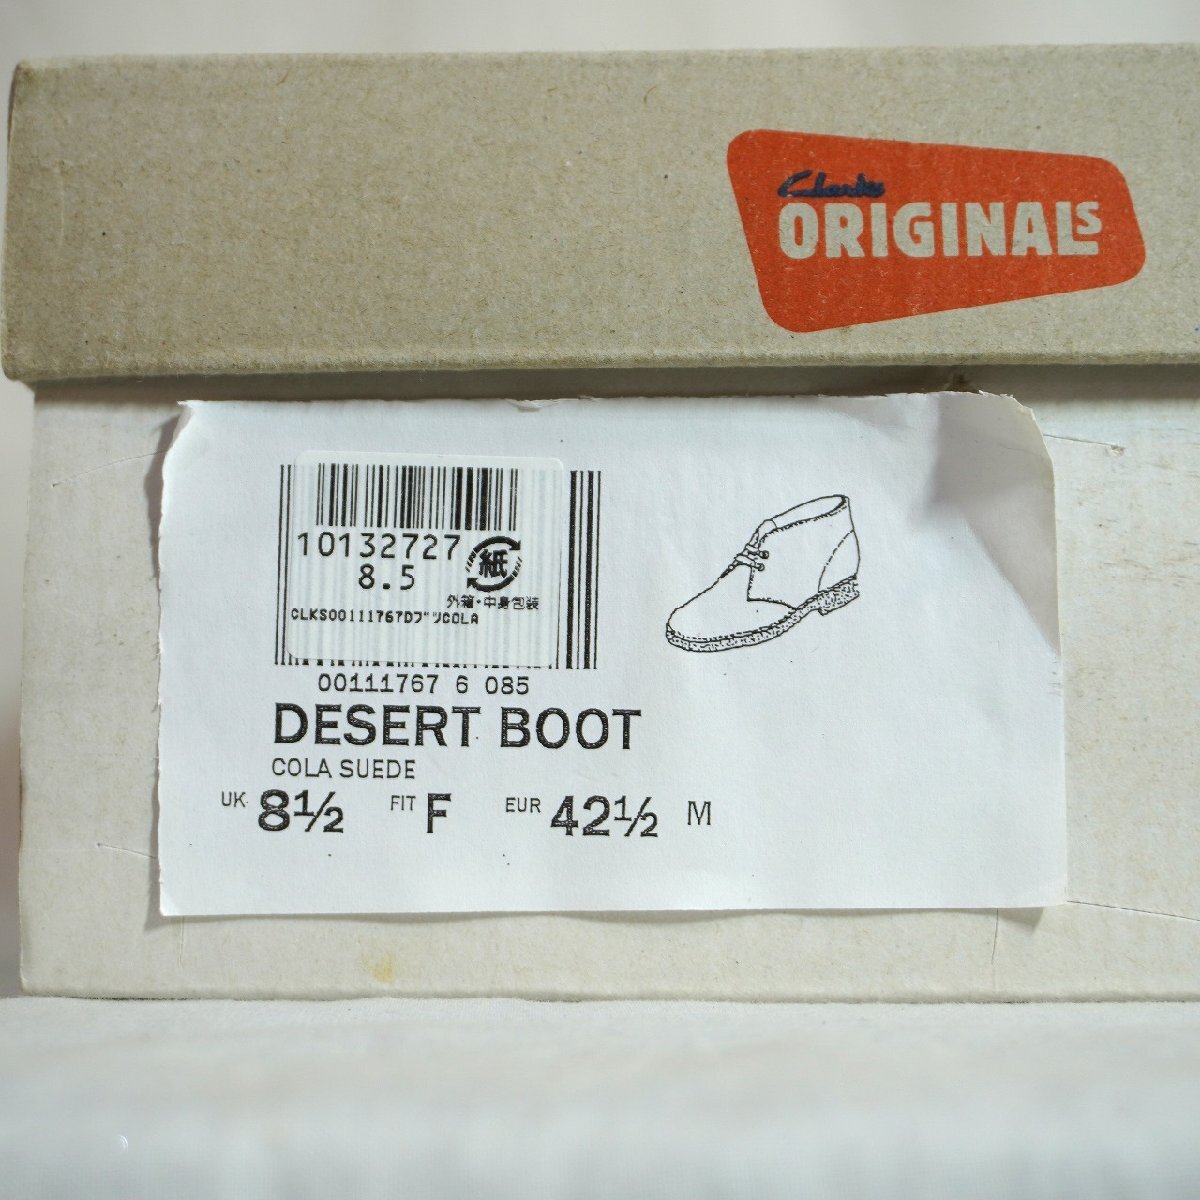 Clarks
ORIGINALS
10132727
8.5
紙
外箱・中身包装
CLKS00111767Dブーツ COLA
00111767 6 085
DESERT BOOT
COLA SUEDE
UK 8½ FIT F EUR 42½ M